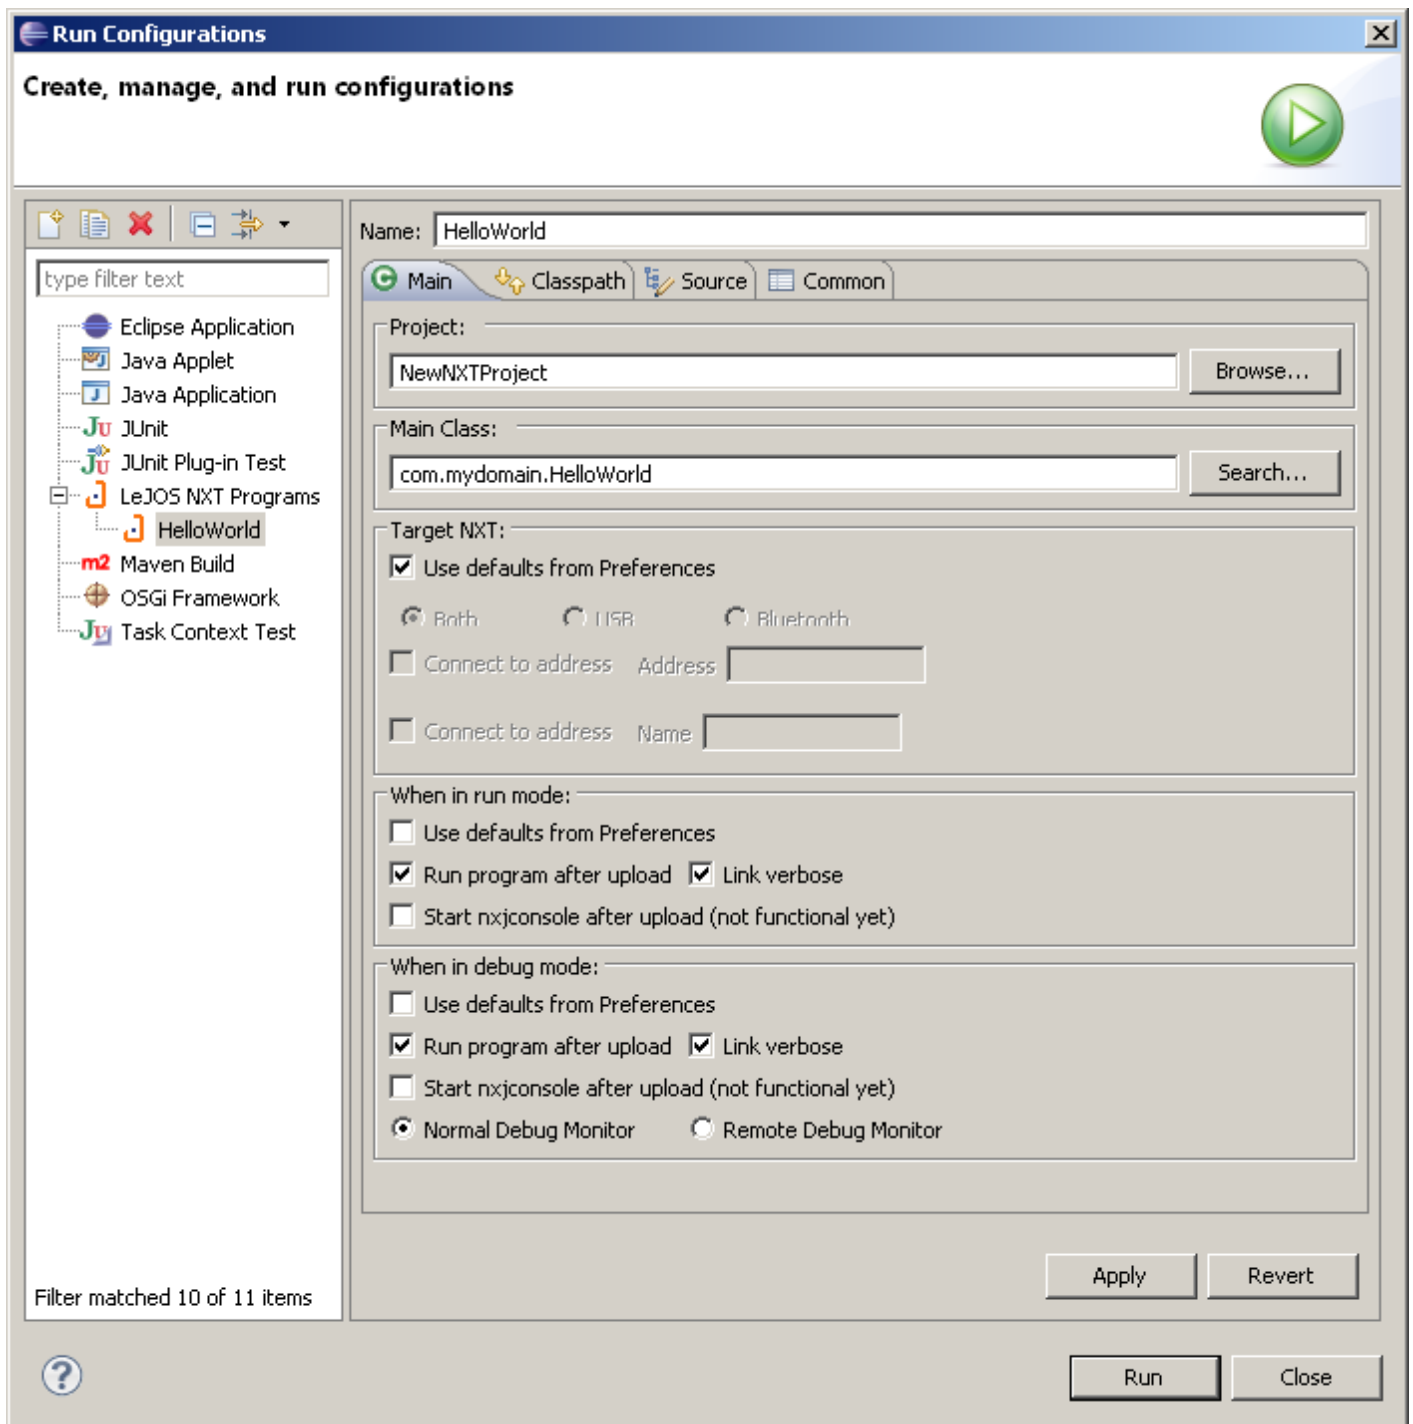 Run Configurations
Create, manage, and run configurations
Name: HelloWorld
type filter text
Eclipse Application
Java Applet
Java Application
JUnit
JUnit Plug-in Test
LeJOS NXT Programs
HelloWorld
m2 Maven Build
OSGi Framework
Task Context Test
Filter matched 10 of 11 items
Main Classpath Source Common
Project:
NewNXTProject Browse...
Main Class:
com.mydomain.HelloWorld Search...
Target NXT:
Use defaults from Preferences
Both USB Bluetooth
Connect to address Address
Connect to address Name
When in run mode:
Use defaults from Preferences
Run program after upload Link verbose
Start nxjconsole after upload (not functional yet)
When in debug mode:
Use defaults from Preferences
Run program after upload Link verbose
Start nxjconsole after upload (not functional yet)
Normal Debug Monitor Remote Debug Monitor
Apply Revert
Run Close